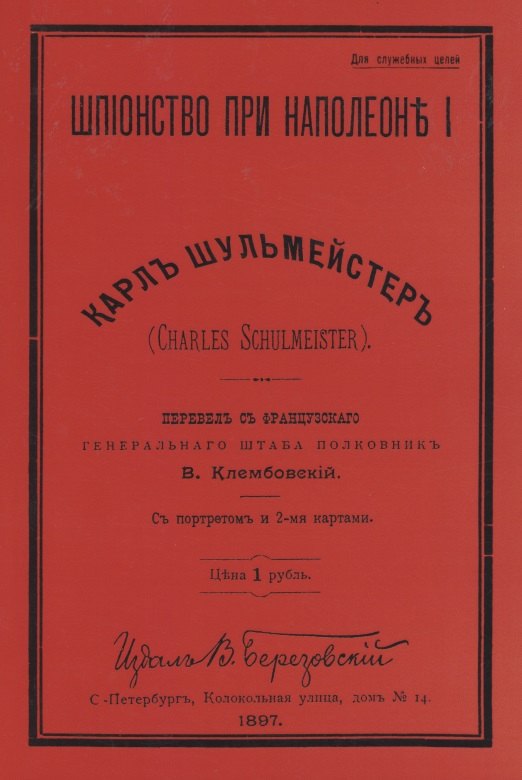 Для служебныхъ целей
ШПІОНСТВО ПРИ НАПОЛЕОНѢ I
КАРЛЪ ШУЛЬМЕЙСТЕРЪ
(CHARLES SCHULMEISTER).
ПЕРЕВЕЛЪ СЪ ФРАНЦУЗСКАГО
ГЕНЕРАЛЬНАГО ШТАБА ПОЛКОВНИКЪ
В. Клембовскій.
Съ портретомъ и 2-мя картами.
Цѣна 1 рубль.
Издалъ В. Березовскій
С-Петербургъ, Колокольная улица, домъ № 14.
1897.